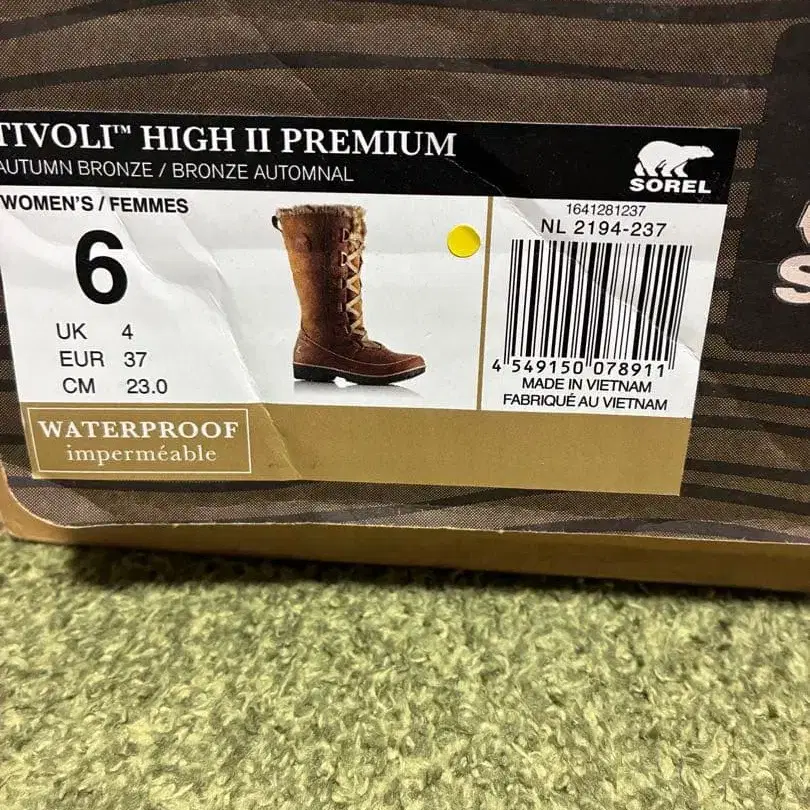 TIVOLI™ HIGH II PREMIUM
AUTUMN BRONZE / BRONZE AUTOMNAL
SOREL
WOMEN'S / FEMMES
6
UK 4
EUR 37
CM 23.0
WATERPROOF
imperméable
1641281237
NL 2194-237
4 549150 078911
MADE IN VIETNAM
FABRIQUÉ AU VIETNAM
S